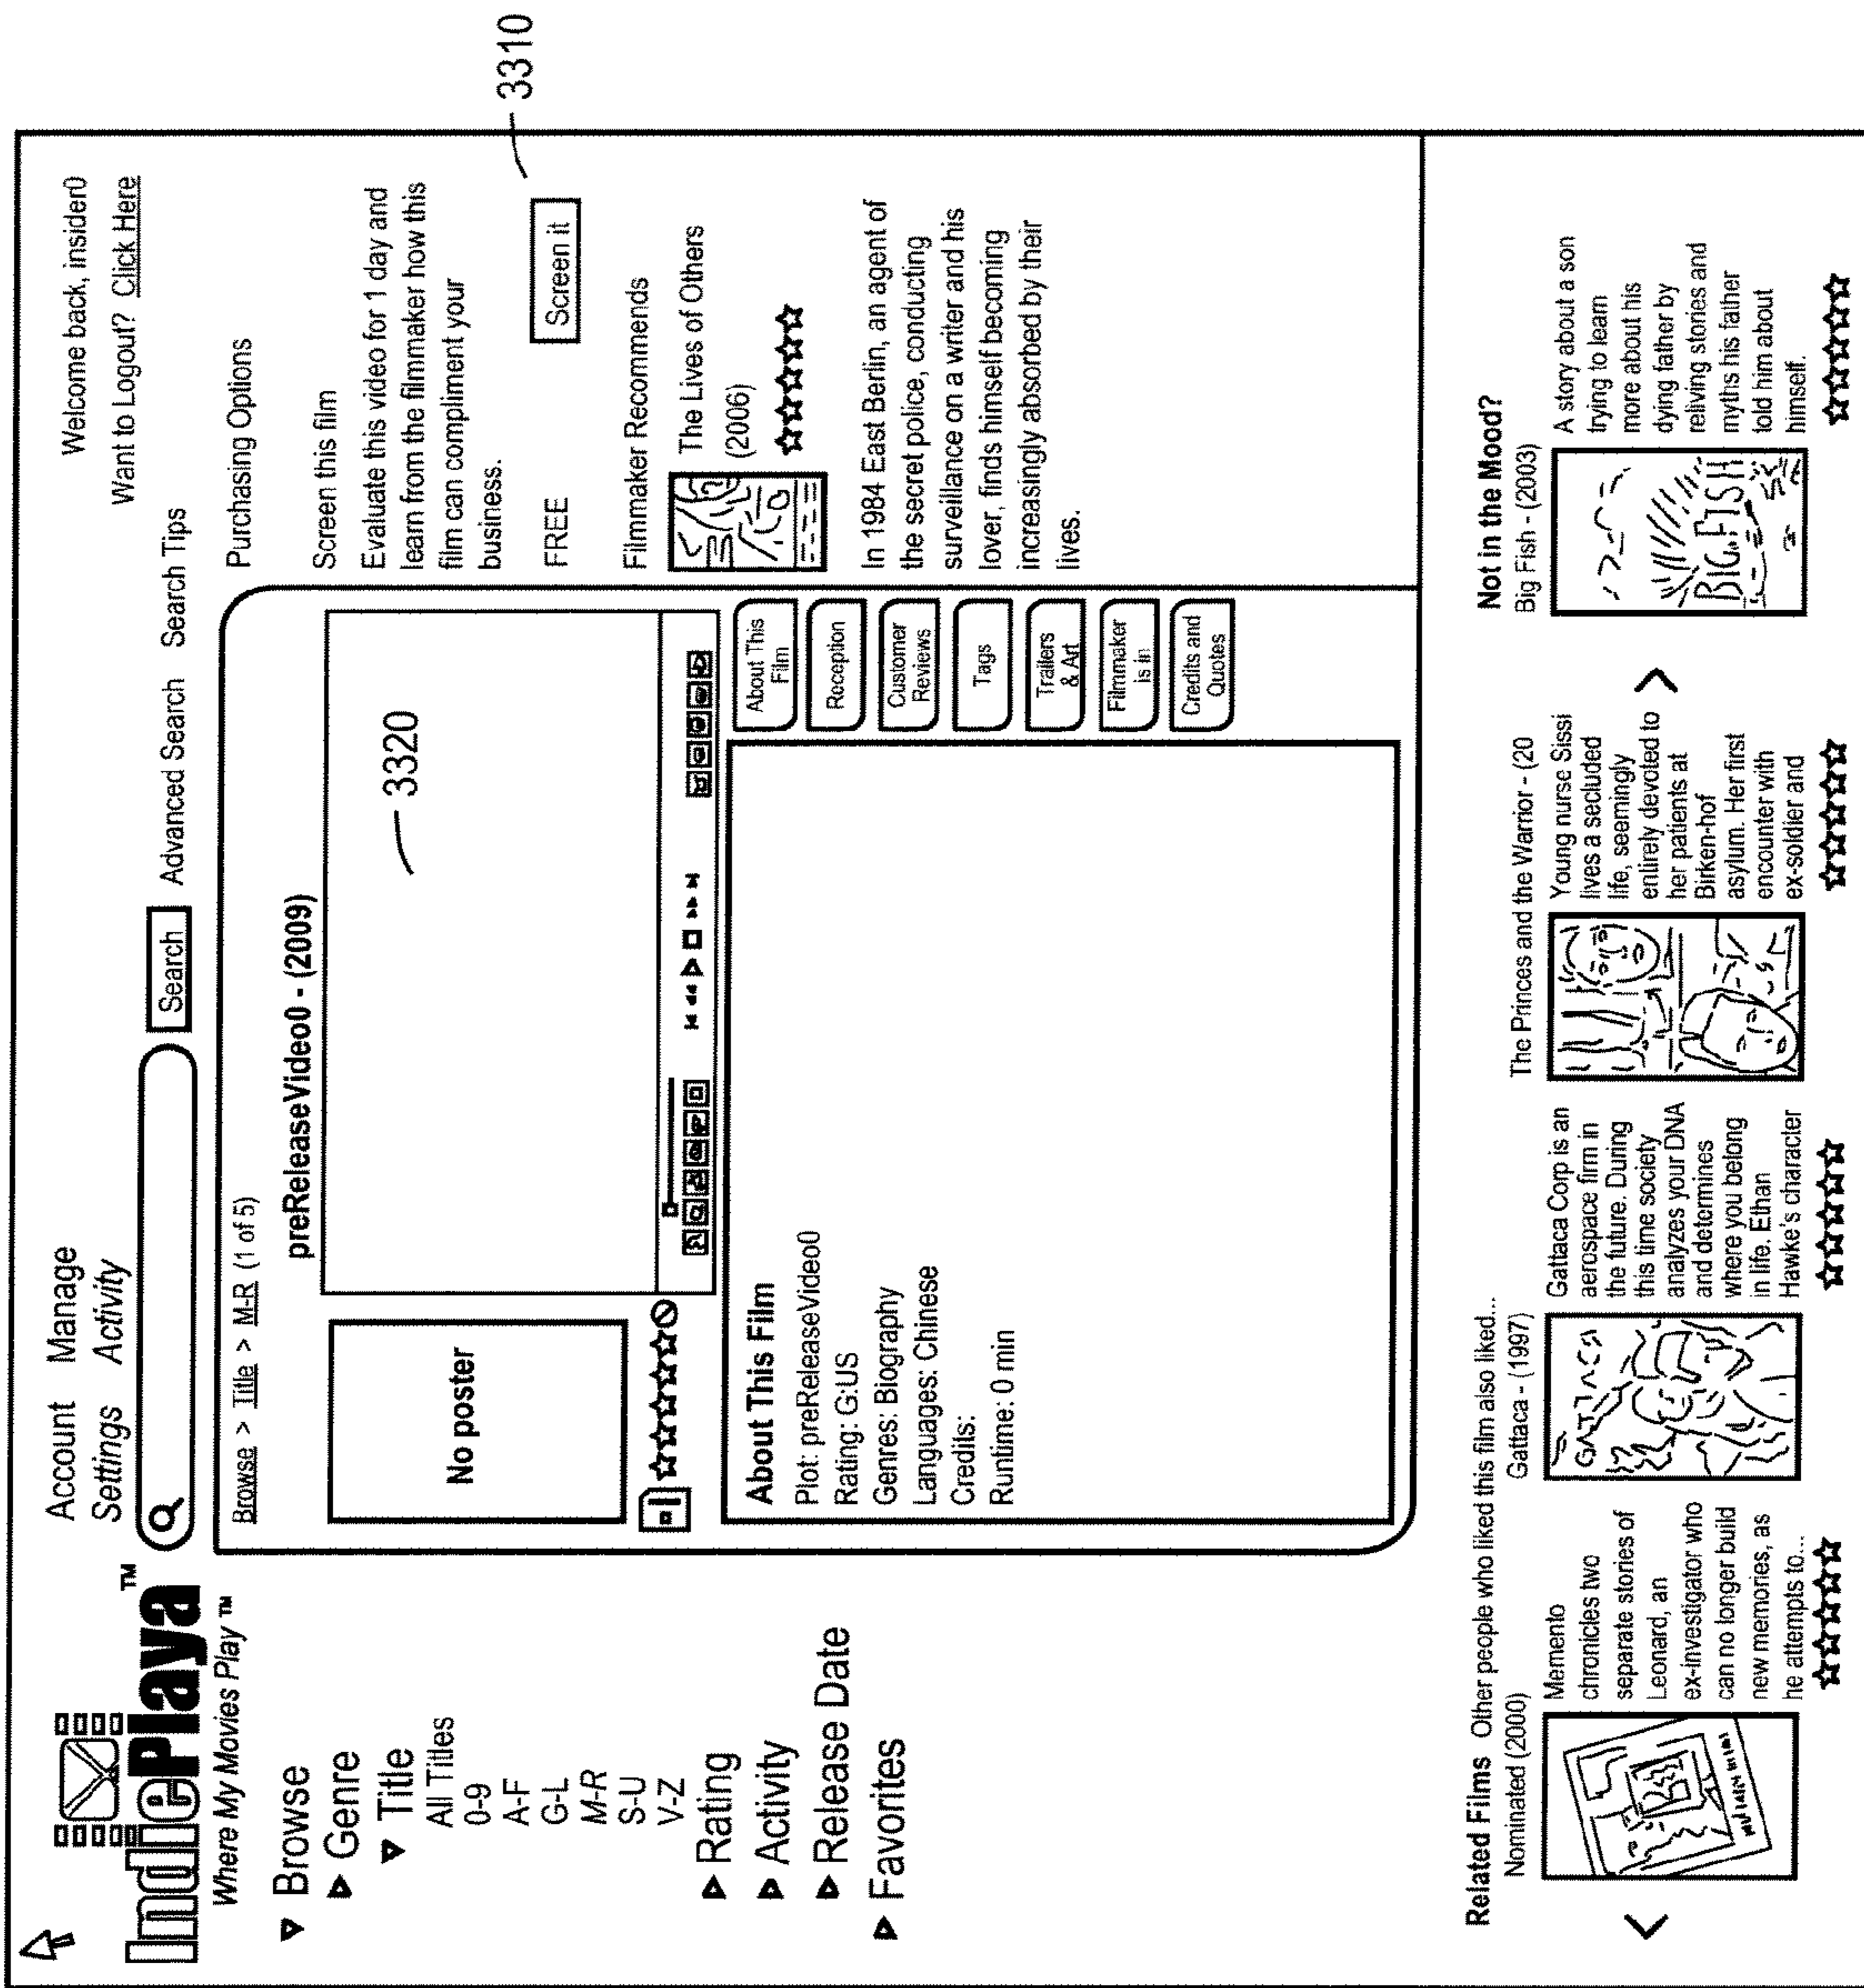 IndiePlaya™
Where My Movies Play ™
Account Manage
Settings Activity
Welcome back, insider0
Want to Logout? Click Here
Search Advanced Search Search Tips
Browse
Genre
Title
All Titles
0-9
A-F
G-L
M-R
S-U
V-Z
Rating
Activity
Release Date
Favorites
Browse > Title > M-R (1 of 5)
preReleaseVideo0 - (2009)
No poster
3320
About This Film
Plot: preReleaseVideo0
Rating: G:US
Genres: Biography
Languages: Chinese
Credits:
Runtime: 0 min
About This
Film
Reception
Customer
Reviews
Tags
Trailers
& Art
Filmmaker
is in
Credits and
Quotes
Purchasing Options
Screen this film
Evaluate this video for 1 day and
learn from the filmmaker how this
film can compliment your
business.
FREE
Screen it
3310
Filmmaker Recommends
The Lives of Others
(2006)
In 1984 East Berlin, an agent of
the secret police, conducting
surveillance on a writer and his
lover, finds himself becoming
increasingly absorbed by their
lives.
Related Films Other people who liked this film also liked...
Nominated (2000)
Memento
chronicles two
separate stories of
Leonard, an
ex-investigator who
can no longer build
new memories, as
he attempts to...
Gattaca - (1997)
GATTACA
Gattaca Corp is an
aerospace firm in
the future. During
this time society
analyzes your DNA
and determines
where you belong
in life. Ethan
Hawke's character
The Princes and the Warrior - (20
Young nurse Sissi
lives a secluded
life, seemingly
entirely devoted to
her patients at
Birken-hof
asylum. Her first
encounter with
ex-soldier and
Not in the Mood?
Big Fish - (2003)
BIG FISH
A story about a son
trying to learn
more about his
dying father by
reliving stories and
myths his father
told him about
himself.